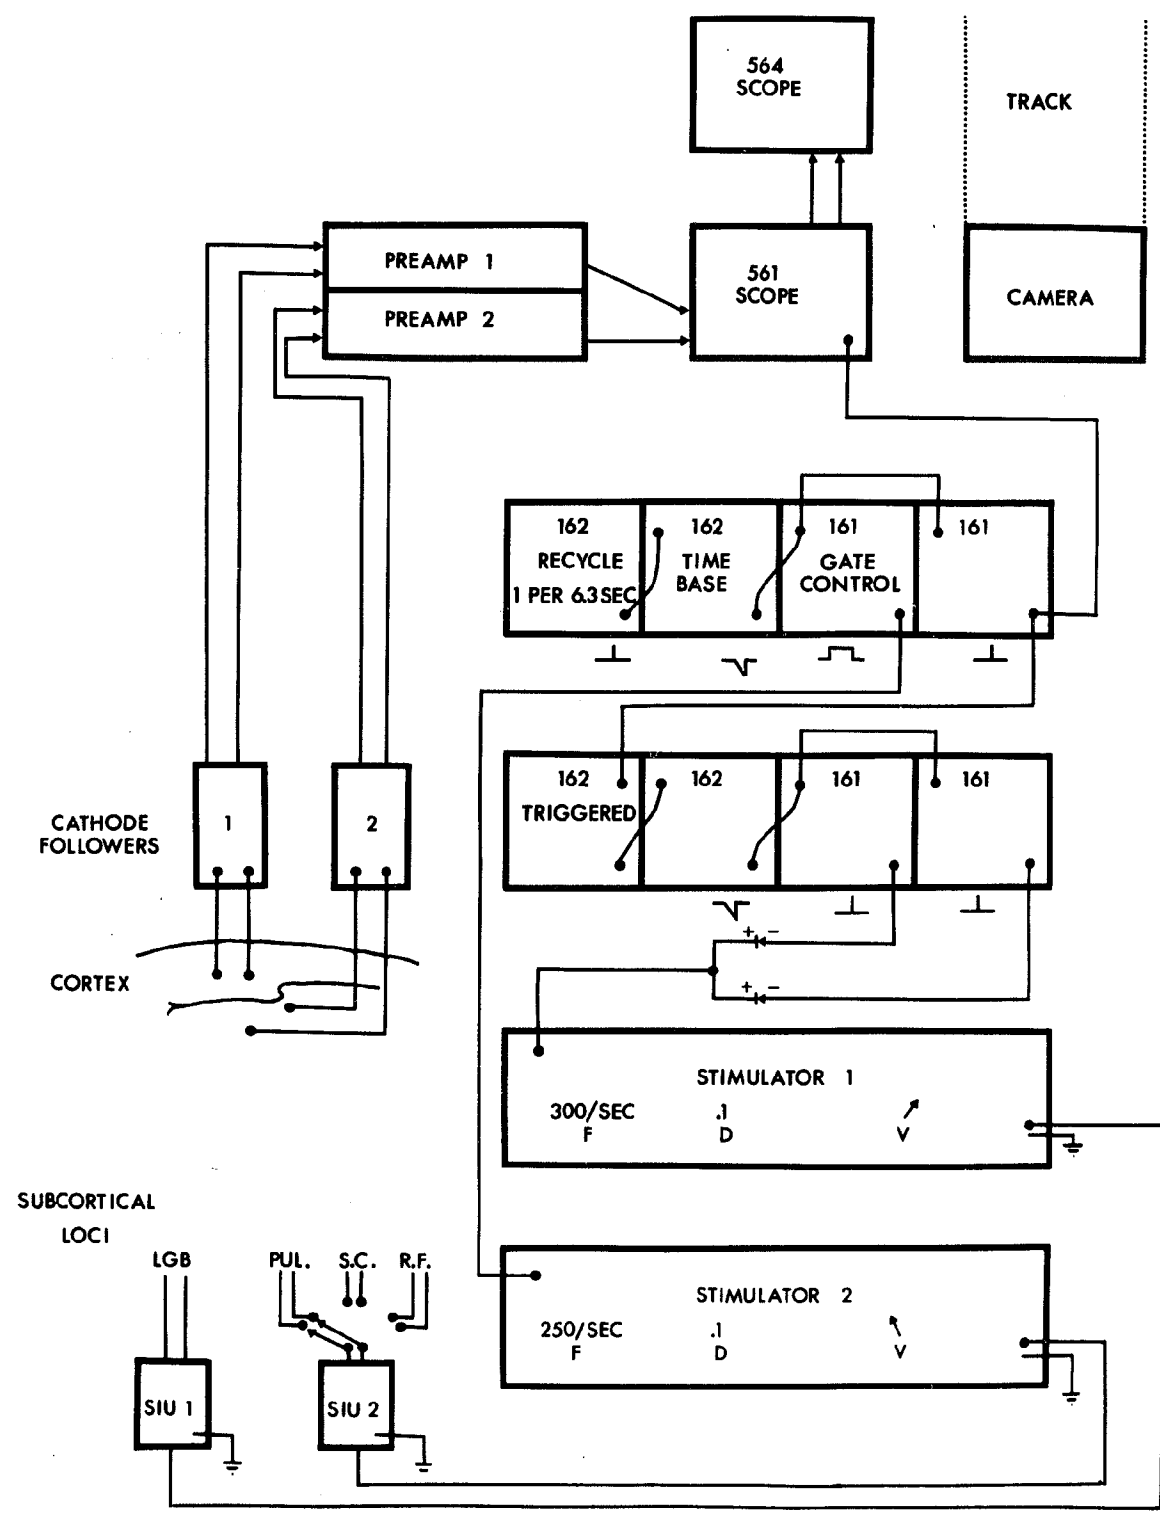 564
SCOPE
TRACK
PREAMP 1
PREAMP 2
561
SCOPE
CAMERA
162
RECYCLE
1 PER 6.3 SEC
162
TIME
BASE
161
GATE
CONTROL
161
162
TRIGGERED
162
161
161
CATHODE
FOLLOWERS
1
2
+ -
+ -
CORTEX
STIMULATOR 1
300/SEC
F
.1
D
V
SUBCORTICAL
LOCI
LGB
PUL.
S.C.
R.F.
STIMULATOR 2
250/SEC
F
.1
D
V
SIU 1
SIU 2